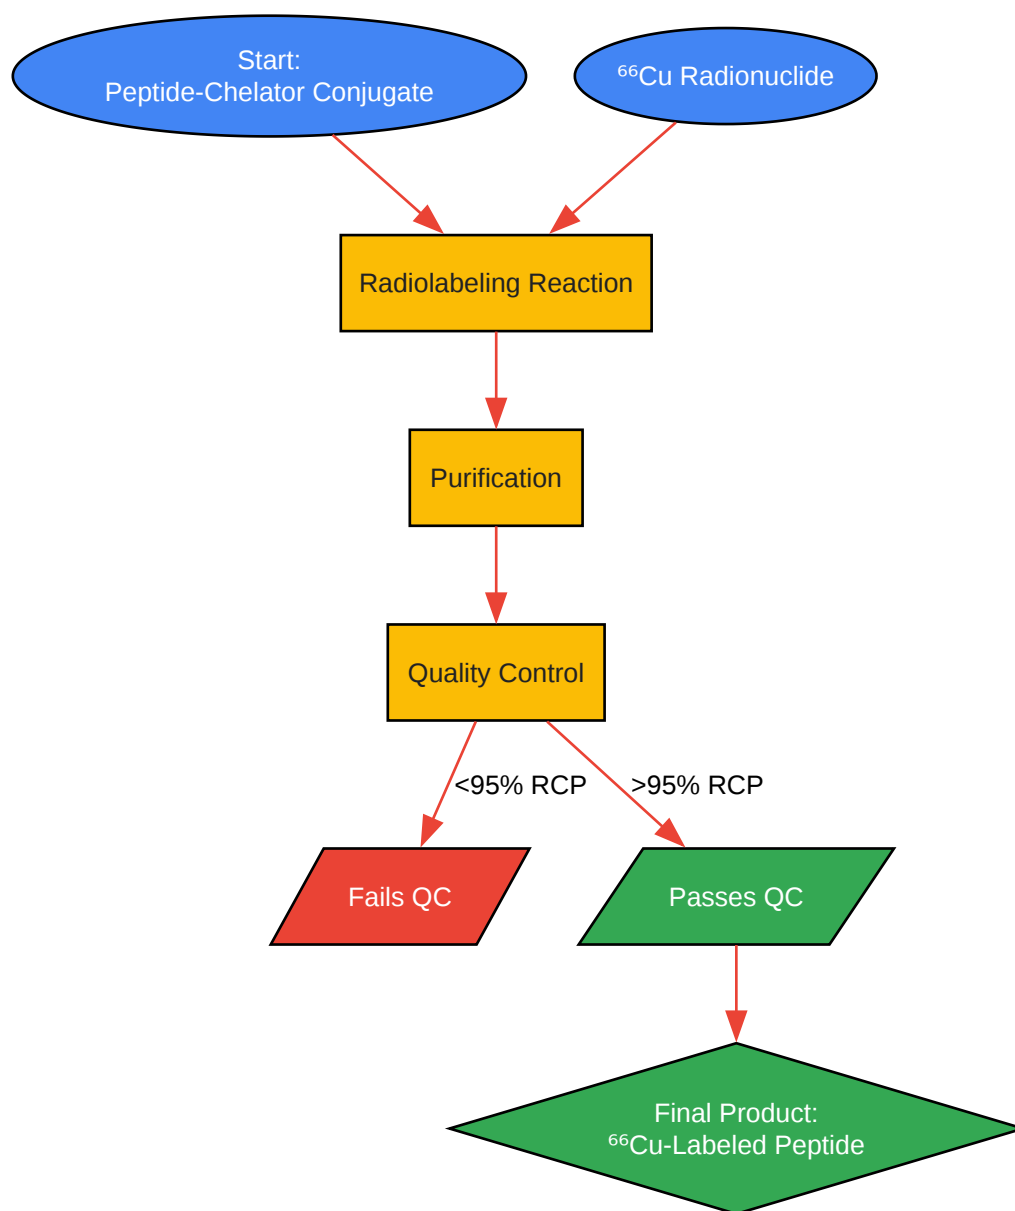 Start:
Peptide-Chelator Conjugate
⁶⁶Cu Radionuclide
Radiolabeling Reaction
Purification
Quality Control
<95% RCP
>95% RCP
Fails QC
Passes QC
Final Product:
⁶⁶Cu-Labeled Peptide